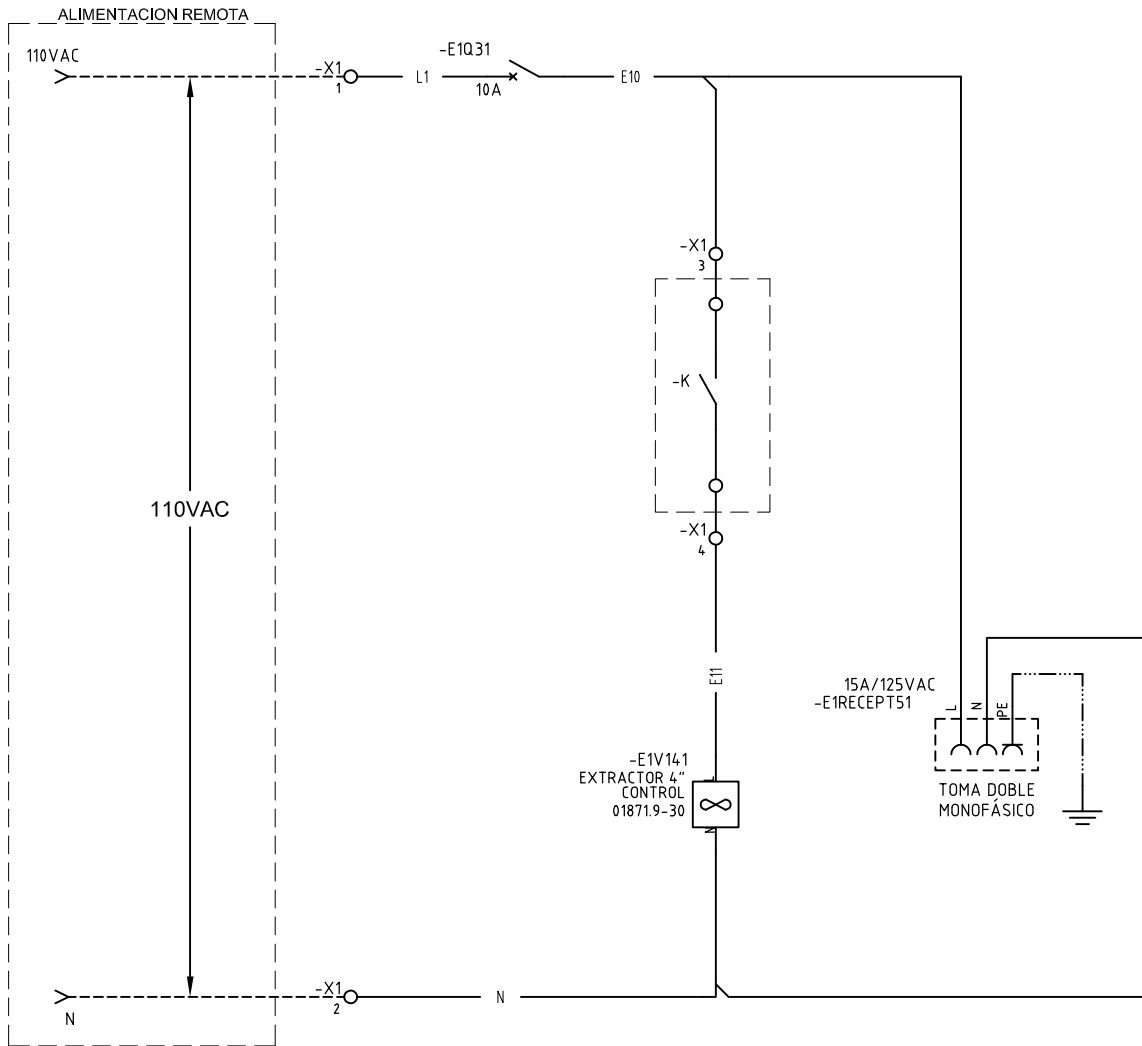 ALIMENTACION REMOTA
110VAC
-X1
1
L1
-E1Q31
10A
E10
-X1
3
-K
110VAC
-X1
4
E11
15A/125VAC
-E1RECEPT51
L
N
PE
TOMA DOBLE
MONOFÁSICO
-E1V141
EXTRACTOR 4"
CONTROL
01871.9-30
L
N
-X1
2
N
N